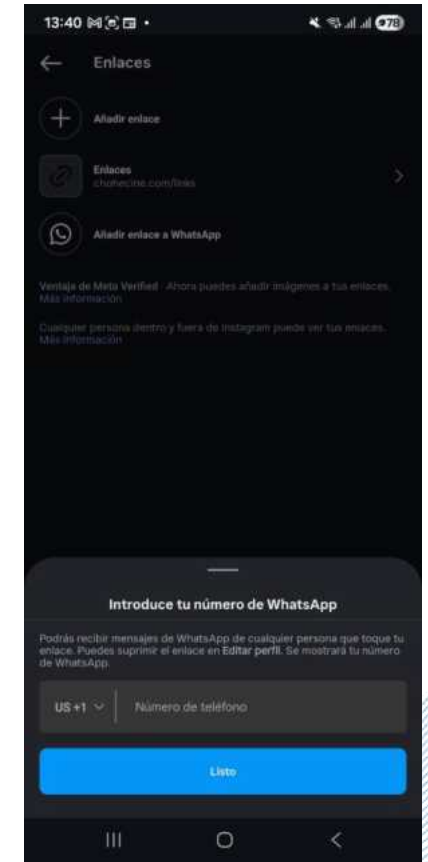 13:40
78
Enlaces
Añadir enlace
Enlaces
chohecine.com/links
Añadir enlace a WhatsApp
Ventaja de Meta Verified · Ahora puedes añadir imágenes a tus enlaces.
Más información
Cualquier persona dentro y fuera de Instagram puede ver tus enlaces.
Más información
Introduce tu número de WhatsApp
Podrás recibir mensajes de WhatsApp de cualquier persona que toque tu
enlace. Puedes suprimir el enlace en Editar perfil. Se mostrará tu número
de WhatsApp.
US +1
Número de teléfono
Listo